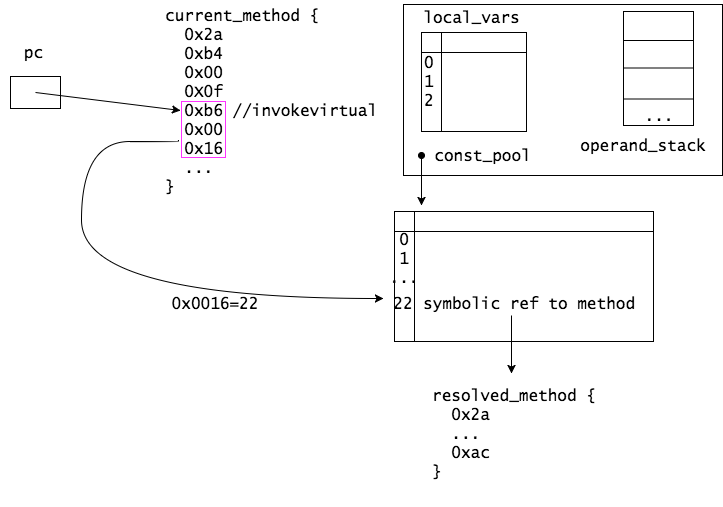 pc
current_method {
0x2a
0xb4
0x00
0x0f
0xb6 //invokevirtual
0x00
0x16
...
}
local_vars
0
1
2
...
operand_stack
const_pool
0
1
...
22 symbolic ref to method
0x0016=22
resolved_method {
0x2a
...
0xac
}